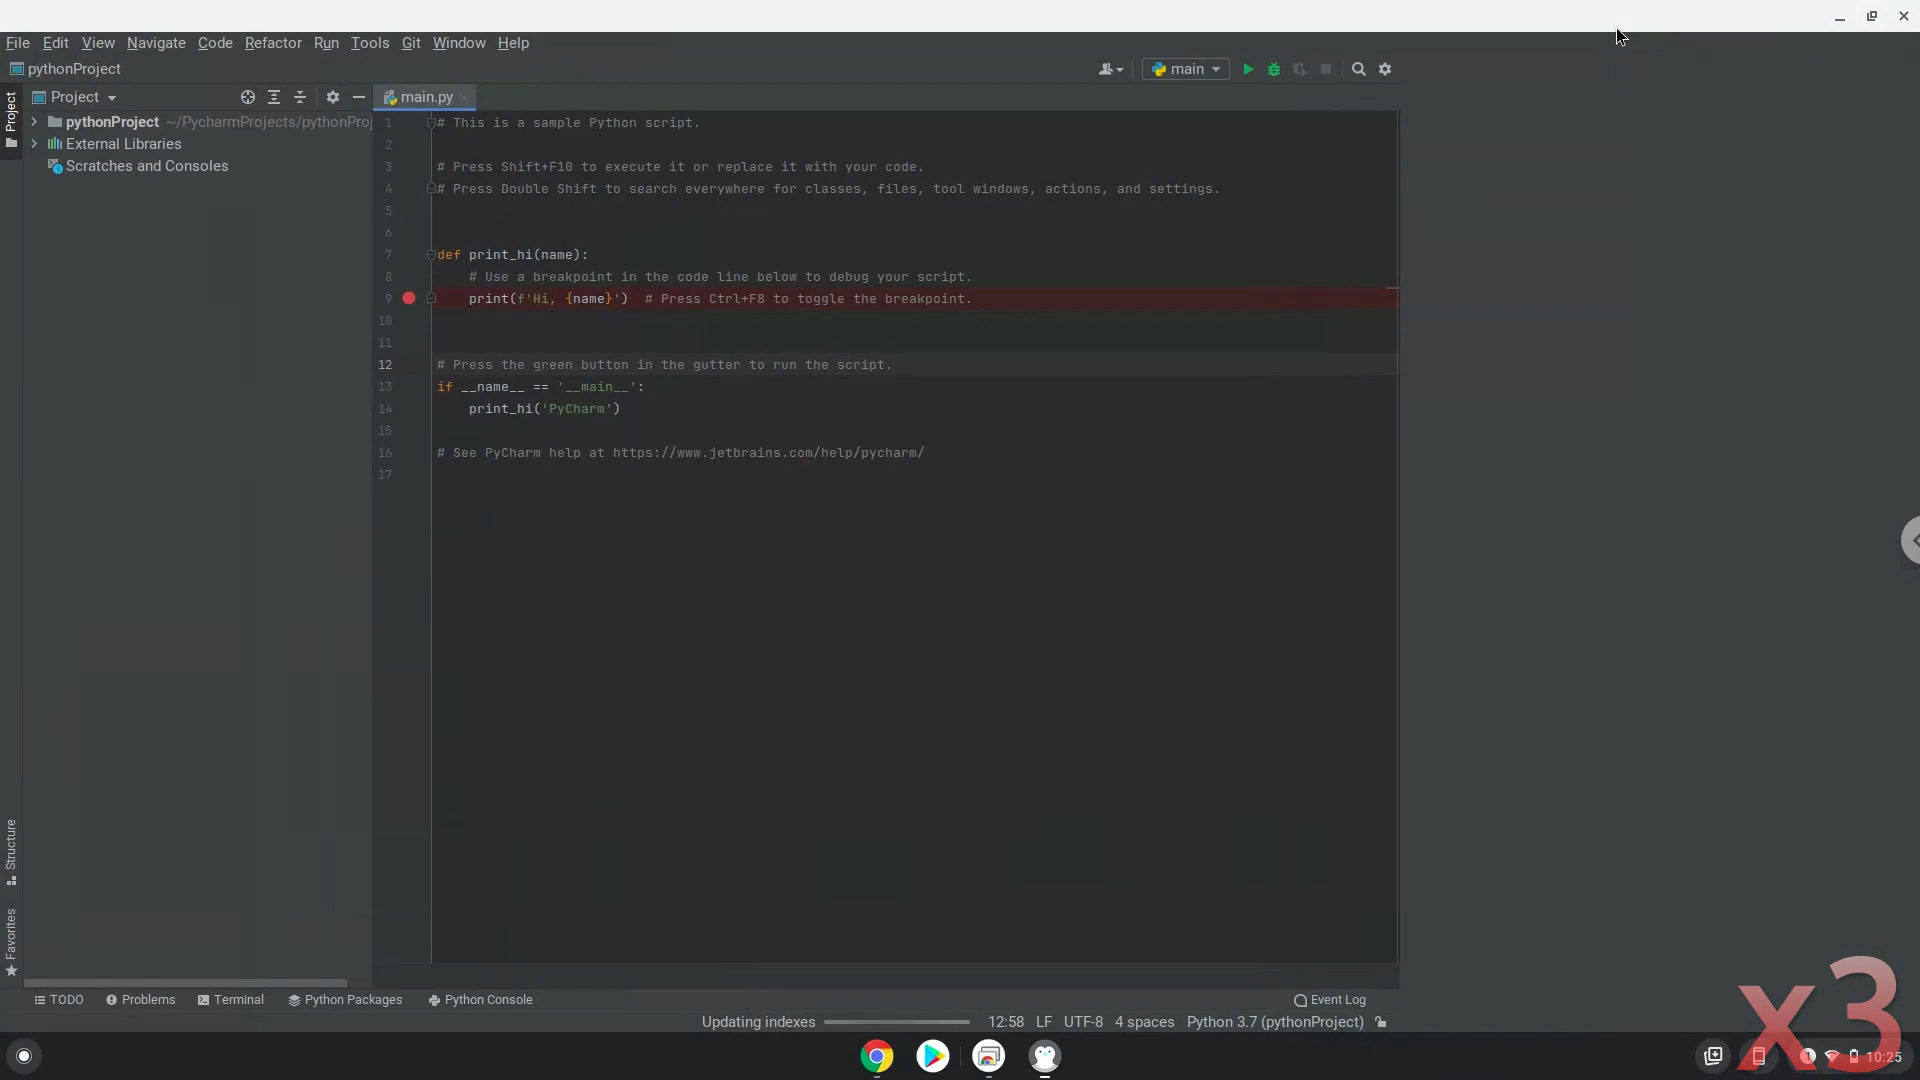 File Edit View Navigate Code Refactor Run Tools Git Window Help
pythonProject
main
Project
Project
main.py
pythonProject ~/PycharmProjects/pythonProj
External Libraries
Scratches and Consoles
1 # This is a sample Python script.
2
3 # Press Shift+F10 to execute it or replace it with your code.
4 # Press Double Shift to search everywhere for classes, files, tool windows, actions, and settings.
5
6
7 def print_hi(name):
8 # Use a breakpoint in the code line below to debug your script.
9 print(f'Hi, {name}')  # Press Ctrl+F8 to toggle the breakpoint.
10
11
12 # Press the green button in the gutter to run the script.
13 if __name__ == '__main__':
14 print_hi('PyCharm')
15
16 # See PyCharm help at https://www.jetbrains.com/help/pycharm/
17
Structure
Favorites
TODO Problems Terminal Python Packages Python Console Event Log
Updating indexes 12:58 LF UTF-8 4 spaces Python 3.7 (pythonProject)
x3
1 10:25